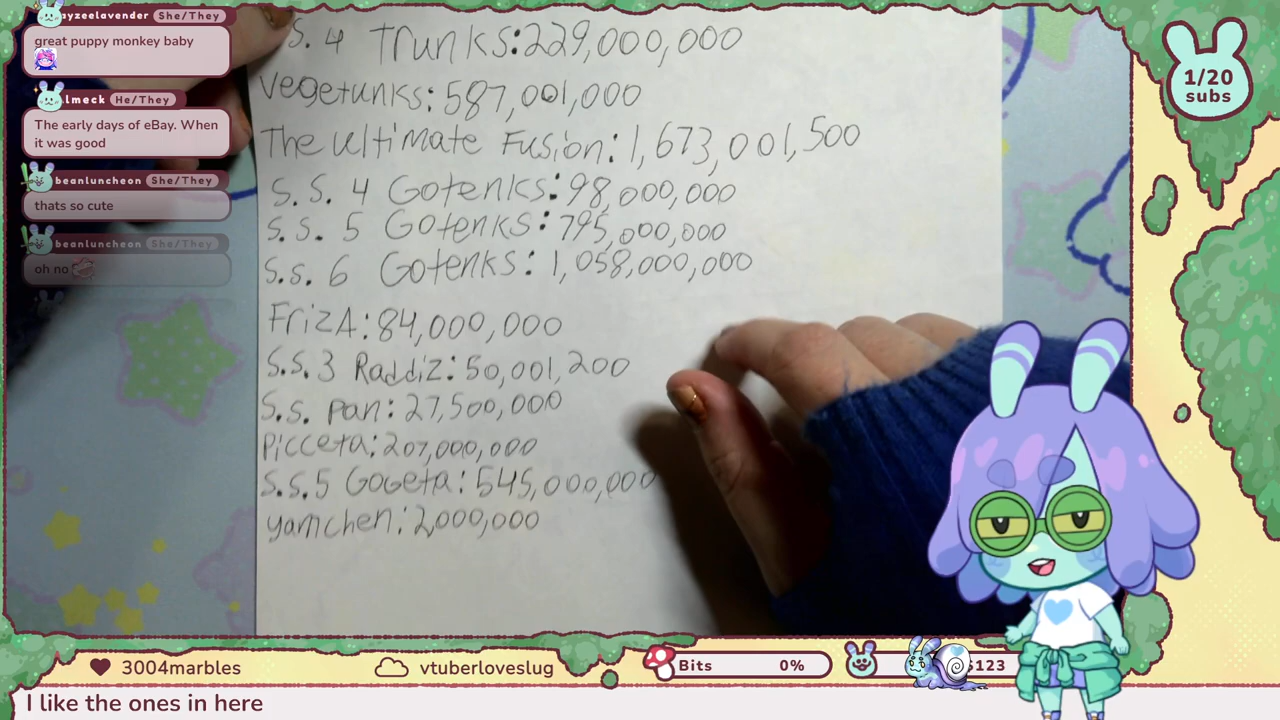 ayzeelavender She/They
great puppy monkey baby
lmeck He/They
The early days of eBay. When
it was good
beanluncheon She/They
thats so cute
beanluncheon She/They
oh no
S. 4 Trunks:229,000,000
Vegetunks: 587,001,000
The ultimate Fusion: 1,673,001,500
S.S. 4 Gotenks: 98,000,000
S.S. 5 Gotenks: 795,000,000
S.S. 6 Gotenks: 1,058,000,000
FrizA: 84,000,000
S.S. 3 Raddiz: 50,001,200
S.S. pan: 27,500,000
Picceta: 207,000,000
S.S. 5 Gogeta: 545,000,000
yamchen: 2,000,000
1/20
subs
3004marbles
vtuberloveslug
Bits 0%
123
I like the ones in here